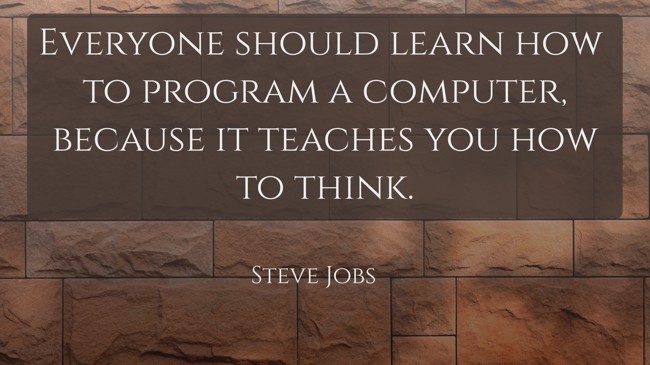 Everyone should learn how
to program a computer,
because it teaches you how
to think.
Steve Jobs